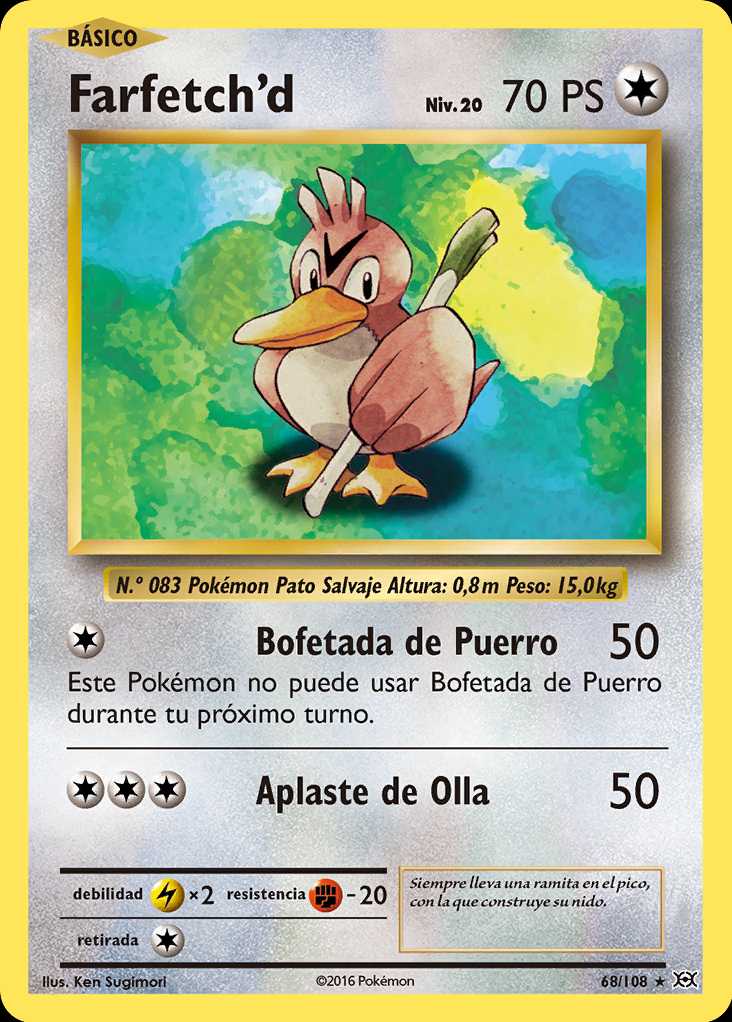 BÁSICO
Farfetch'd Niv.20 70 PS
N.º 083 Pokémon Pato Salvaje Altura: 0,8 m Peso: 15,0 kg
Bofetada de Puerro 50
Este Pokémon no puede usar Bofetada de Puerro
durante tu próximo turno.
Aplaste de Olla 50
debilidad ×2 resistencia -20
retirada
Siempre lleva una ramita en el pico,
con la que construye su nido.
Ilus. Ken Sugimori ©2016 Pokémon 68/108 ★